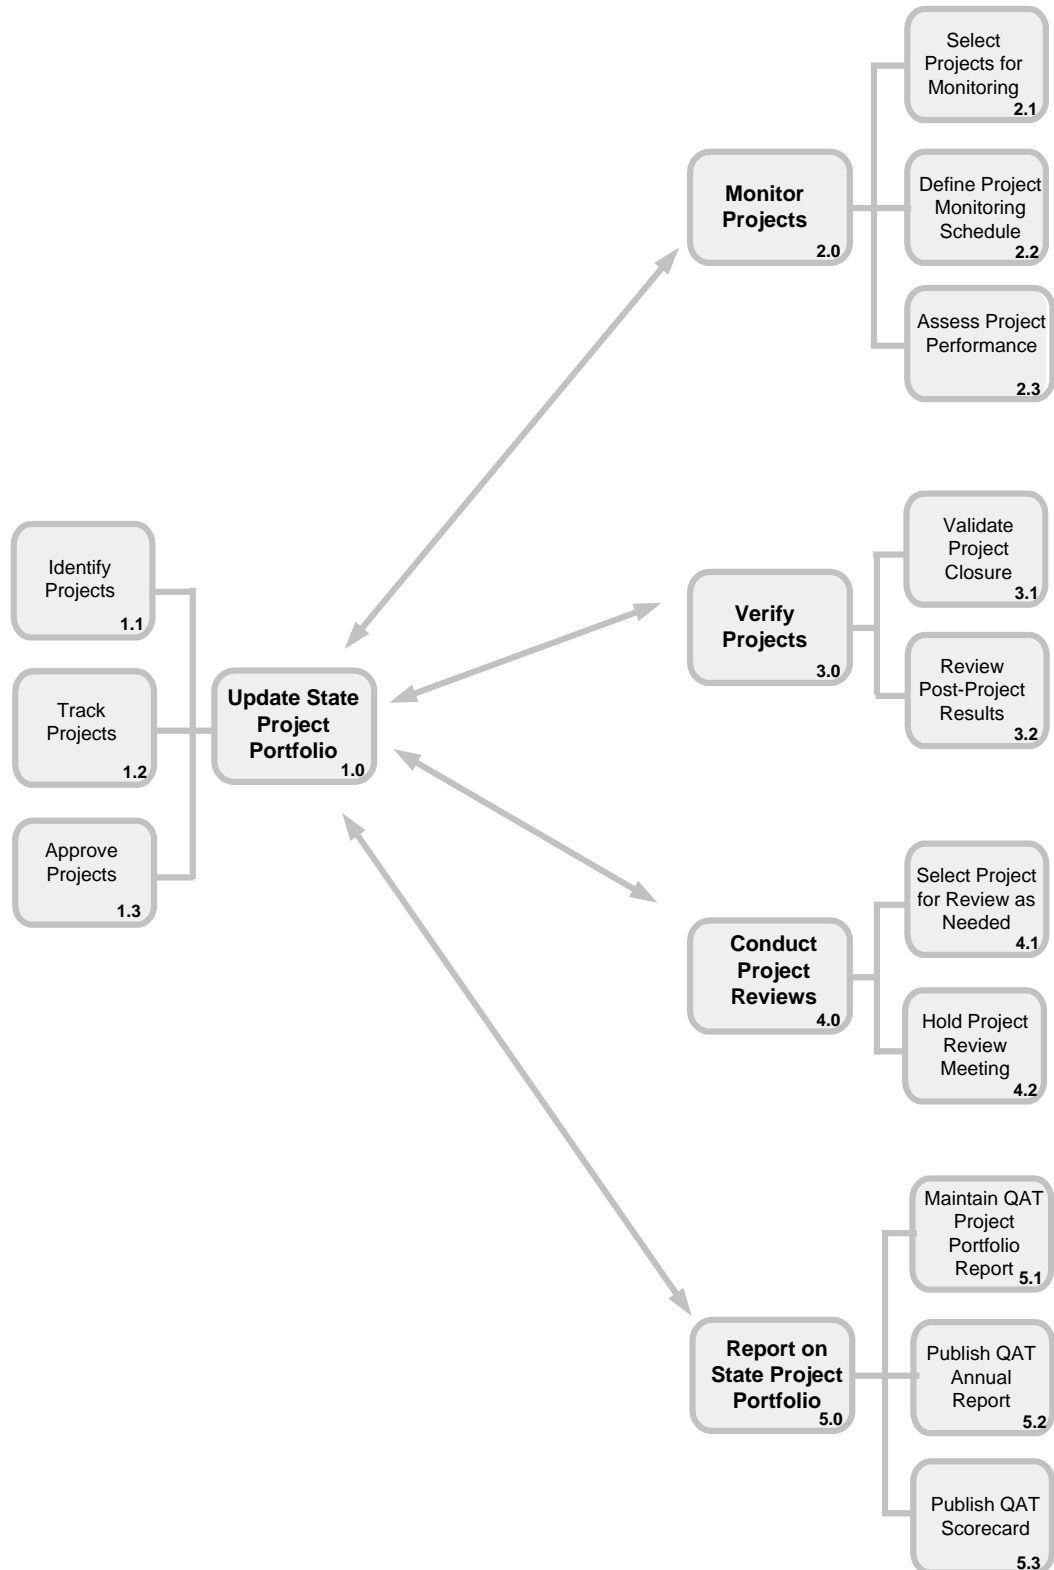 Select
Projects for
Monitoring
2.1
Monitor
Projects
2.0
Define Project
Monitoring
Schedule
2.2
Assess Project
Performance
2.3
Identify
Projects
1.1
Track
Projects
1.2
Approve
Projects
1.3
Update State
Project
Portfolio
1.0
Verify
Projects
3.0
Validate
Project
Closure
3.1
Review
Post-Project
Results
3.2
Conduct
Project
Reviews
4.0
Select Project
for Review as
Needed
4.1
Hold Project
Review
Meeting
4.2
Report on
State Project
Portfolio
5.0
Maintain QAT
Project
Portfolio
Report
5.1
Publish QAT
Annual
Report
5.2
Publish QAT
Scorecard
5.3